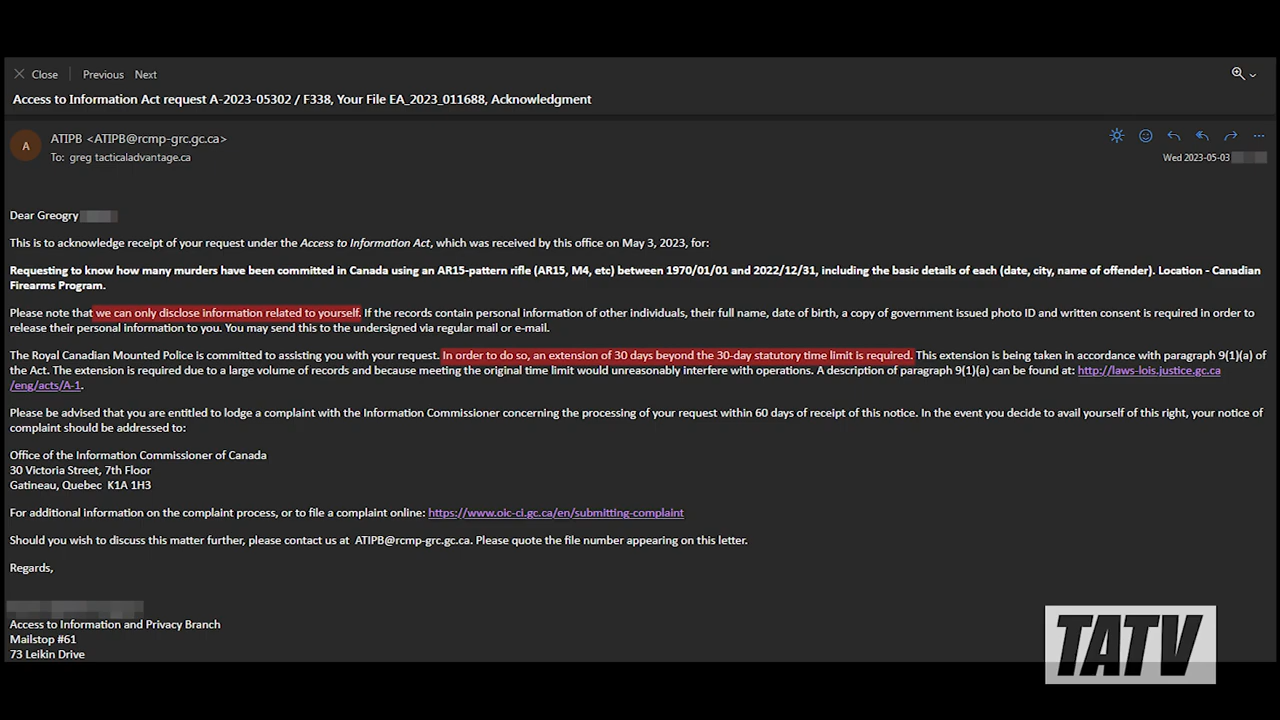 Close Previous Next
Access to Information Act request A-2023-05302 / F338, Your File EA_2023_011688, Acknowledgment
A
ATIPB <ATIPB@rcmp-grc.gc.ca>
To: greg tacticaladvantage.ca
Wed 2023-05-03
Dear Greogry
This is to acknowledge receipt of your request under the Access to Information Act, which was received by this office on May 3, 2023, for:
Requesting to know how many murders have been committed in Canada using an AR15-pattern rifle (AR15, M4, etc) between 1970/01/01 and 2022/12/31, including the basic details of each (date, city, name of offender). Location - Canadian
Firearms Program.
Please note that we can only disclose information related to yourself. If the records contain personal information of other individuals, their full name, date of birth, a copy of government issued photo ID and written consent is required in order to
release their personal information to you. You may send this to the undersigned via regular mail or e-mail.
The Royal Canadian Mounted Police is committed to assisting you with your request. In order to do so, an extension of 30 days beyond the 30-day statutory time limit is required. This extension is being taken in accordance with paragraph 9(1)(a) of
the Act. The extension is required due to a large volume of records and because meeting the original time limit would unreasonably interfere with operations. A description of paragraph 9(1)(a) can be found at: http://laws-lois.justice.gc.ca
/eng/acts/A-1.
Please be advised that you are entitled to lodge a complaint with the Information Commissioner concerning the processing of your request within 60 days of receipt of this notice. In the event you decide to avail yourself of this right, your notice of
complaint should be addressed to:
Office of the Information Commissioner of Canada
30 Victoria Street, 7th Floor
Gatineau, Quebec K1A 1H3
For additional information on the complaint process, or to file a complaint online: https://www.oic-ci.gc.ca/en/submitting-complaint
Should you wish to discuss this matter further, please contact us at ATIPB@rcmp-grc.gc.ca. Please quote the file number appearing on this letter.
Regards,
Access to Information and Privacy Branch
Mailstop #61
73 Leikin Drive
TATV